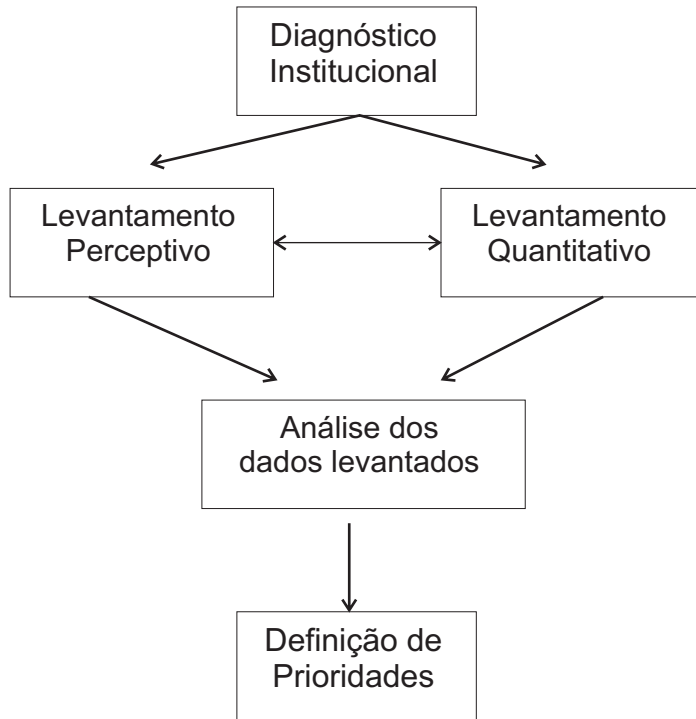 Diagnóstico
Institucional
Levantamento
Perceptivo
Levantamento
Quantitativo
Análise dos
dados levantados
Definição de
Prioridades